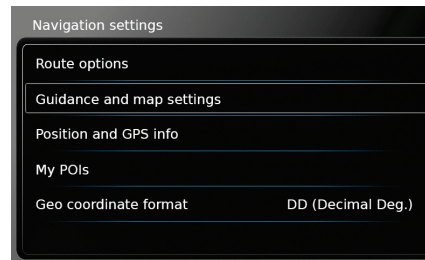 Navigation settings
Route options
Guidance and map settings
Position and GPS info
My POIs
Geo coordinate format DD (Decimal Deg.)